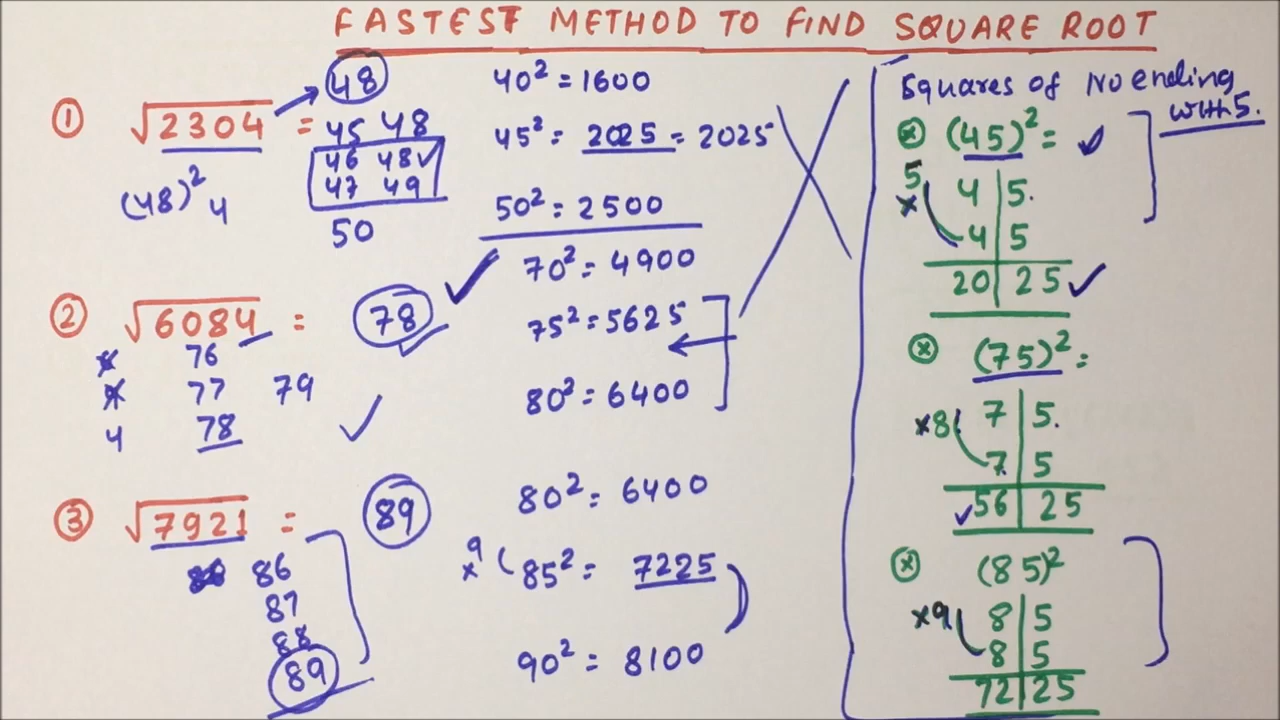 FASTEST METHOD TO FIND SQUARE ROOT
① √2304 = 48
45 48
46 48✓
47 49
50
(48)² 4
40² = 1600
45² = 2025 = 2025
50² = 2500
② √6084 = 78
76
77 79
4 78
70² = 4900
75² = 5625
80² = 6400
③ √7921 = 89
86
87
88
89
80² = 6400
×9 85² = 7225
90² = 8100
Squares of No ending
with 5.
(45)² = ✓
5 4 | 5.
× 4 | 5
20 | 25 ✓
(75)² =
×8 7 | 5.
7 | 5
✓56 | 25
(85)²
×9 8 | 5
8 | 5
72 | 25